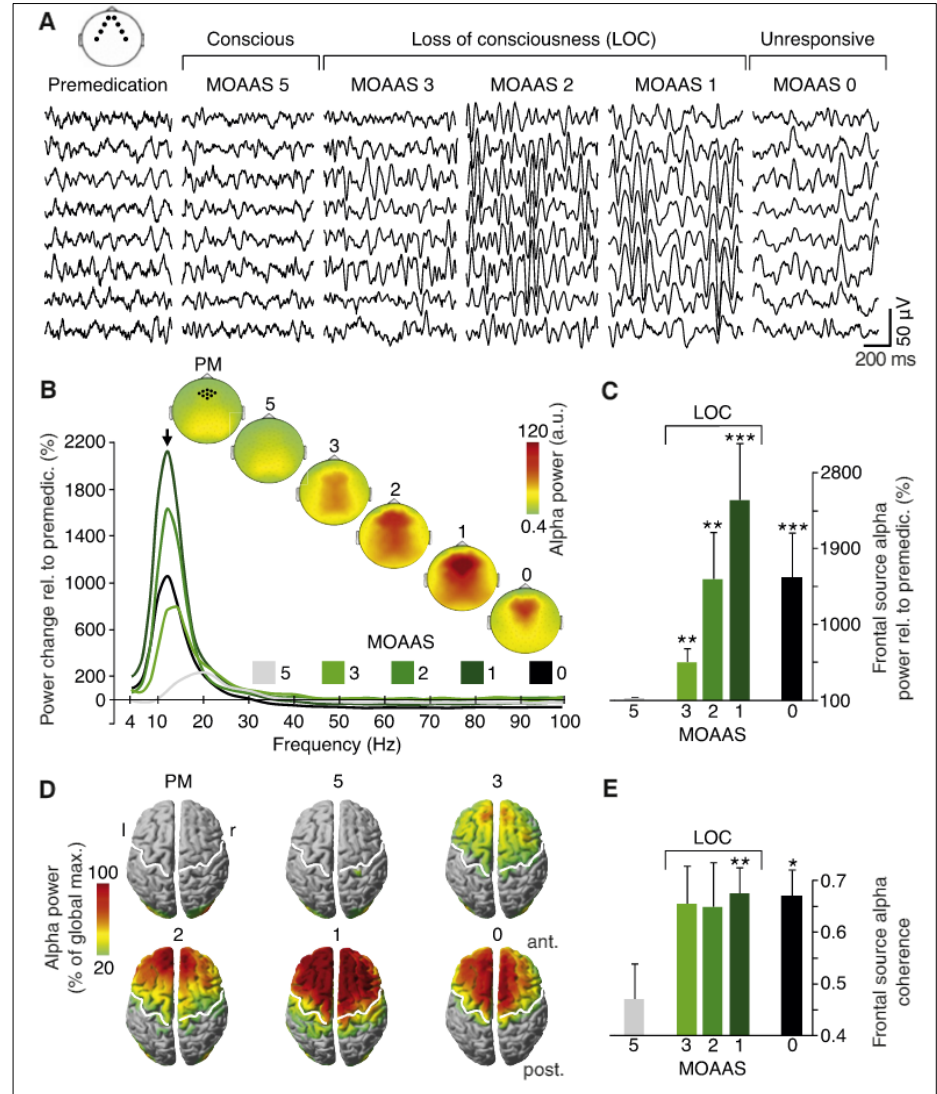 A
Conscious
Loss of consciousness (LOC)
Unresponsive
Premedication
MOAAS 5
MOAAS 3
MOAAS 2
MOAAS 1
MOAAS 0
50 µV
200 ms
B
PM
5
3
2
1
0
120
0.4
Alpha power (a.u.)
2200
1800
1400
1000
600
200
0
Power change rel. to premedic. (%)
MOAAS
5
3
2
1
0
4 10 20 30 40 50 60 70 80 90 100
Frequency (Hz)
C
LOC
***
**
***
**
2800
1900
1000
100
Frontal source alpha
power rel. to premedic. (%)
5 3 2 1 0
MOAAS
D
PM
5
3
l
r
100
20
Alpha power
(% of global max.)
2
1
0
ant.
post.
E
LOC
**
*
0.7
0.6
0.5
0.4
Frontal source alpha
coherence
5 3 2 1 0
MOAAS